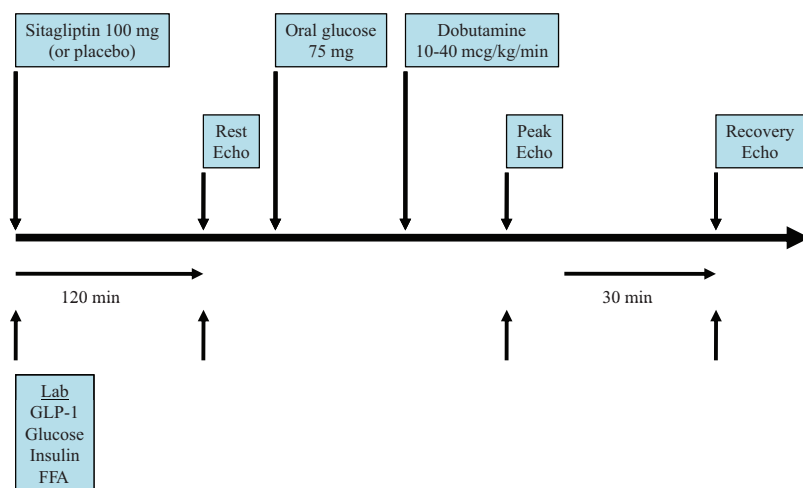 Sitagliptin 100 mg
(or placebo)
Oral glucose
75 mg
Dobutamine
10-40 mcg/kg/min
Rest
Echo
Peak
Echo
Recovery
Echo
120 min
30 min
Lab
GLP-1
Glucose
Insulin
FFA